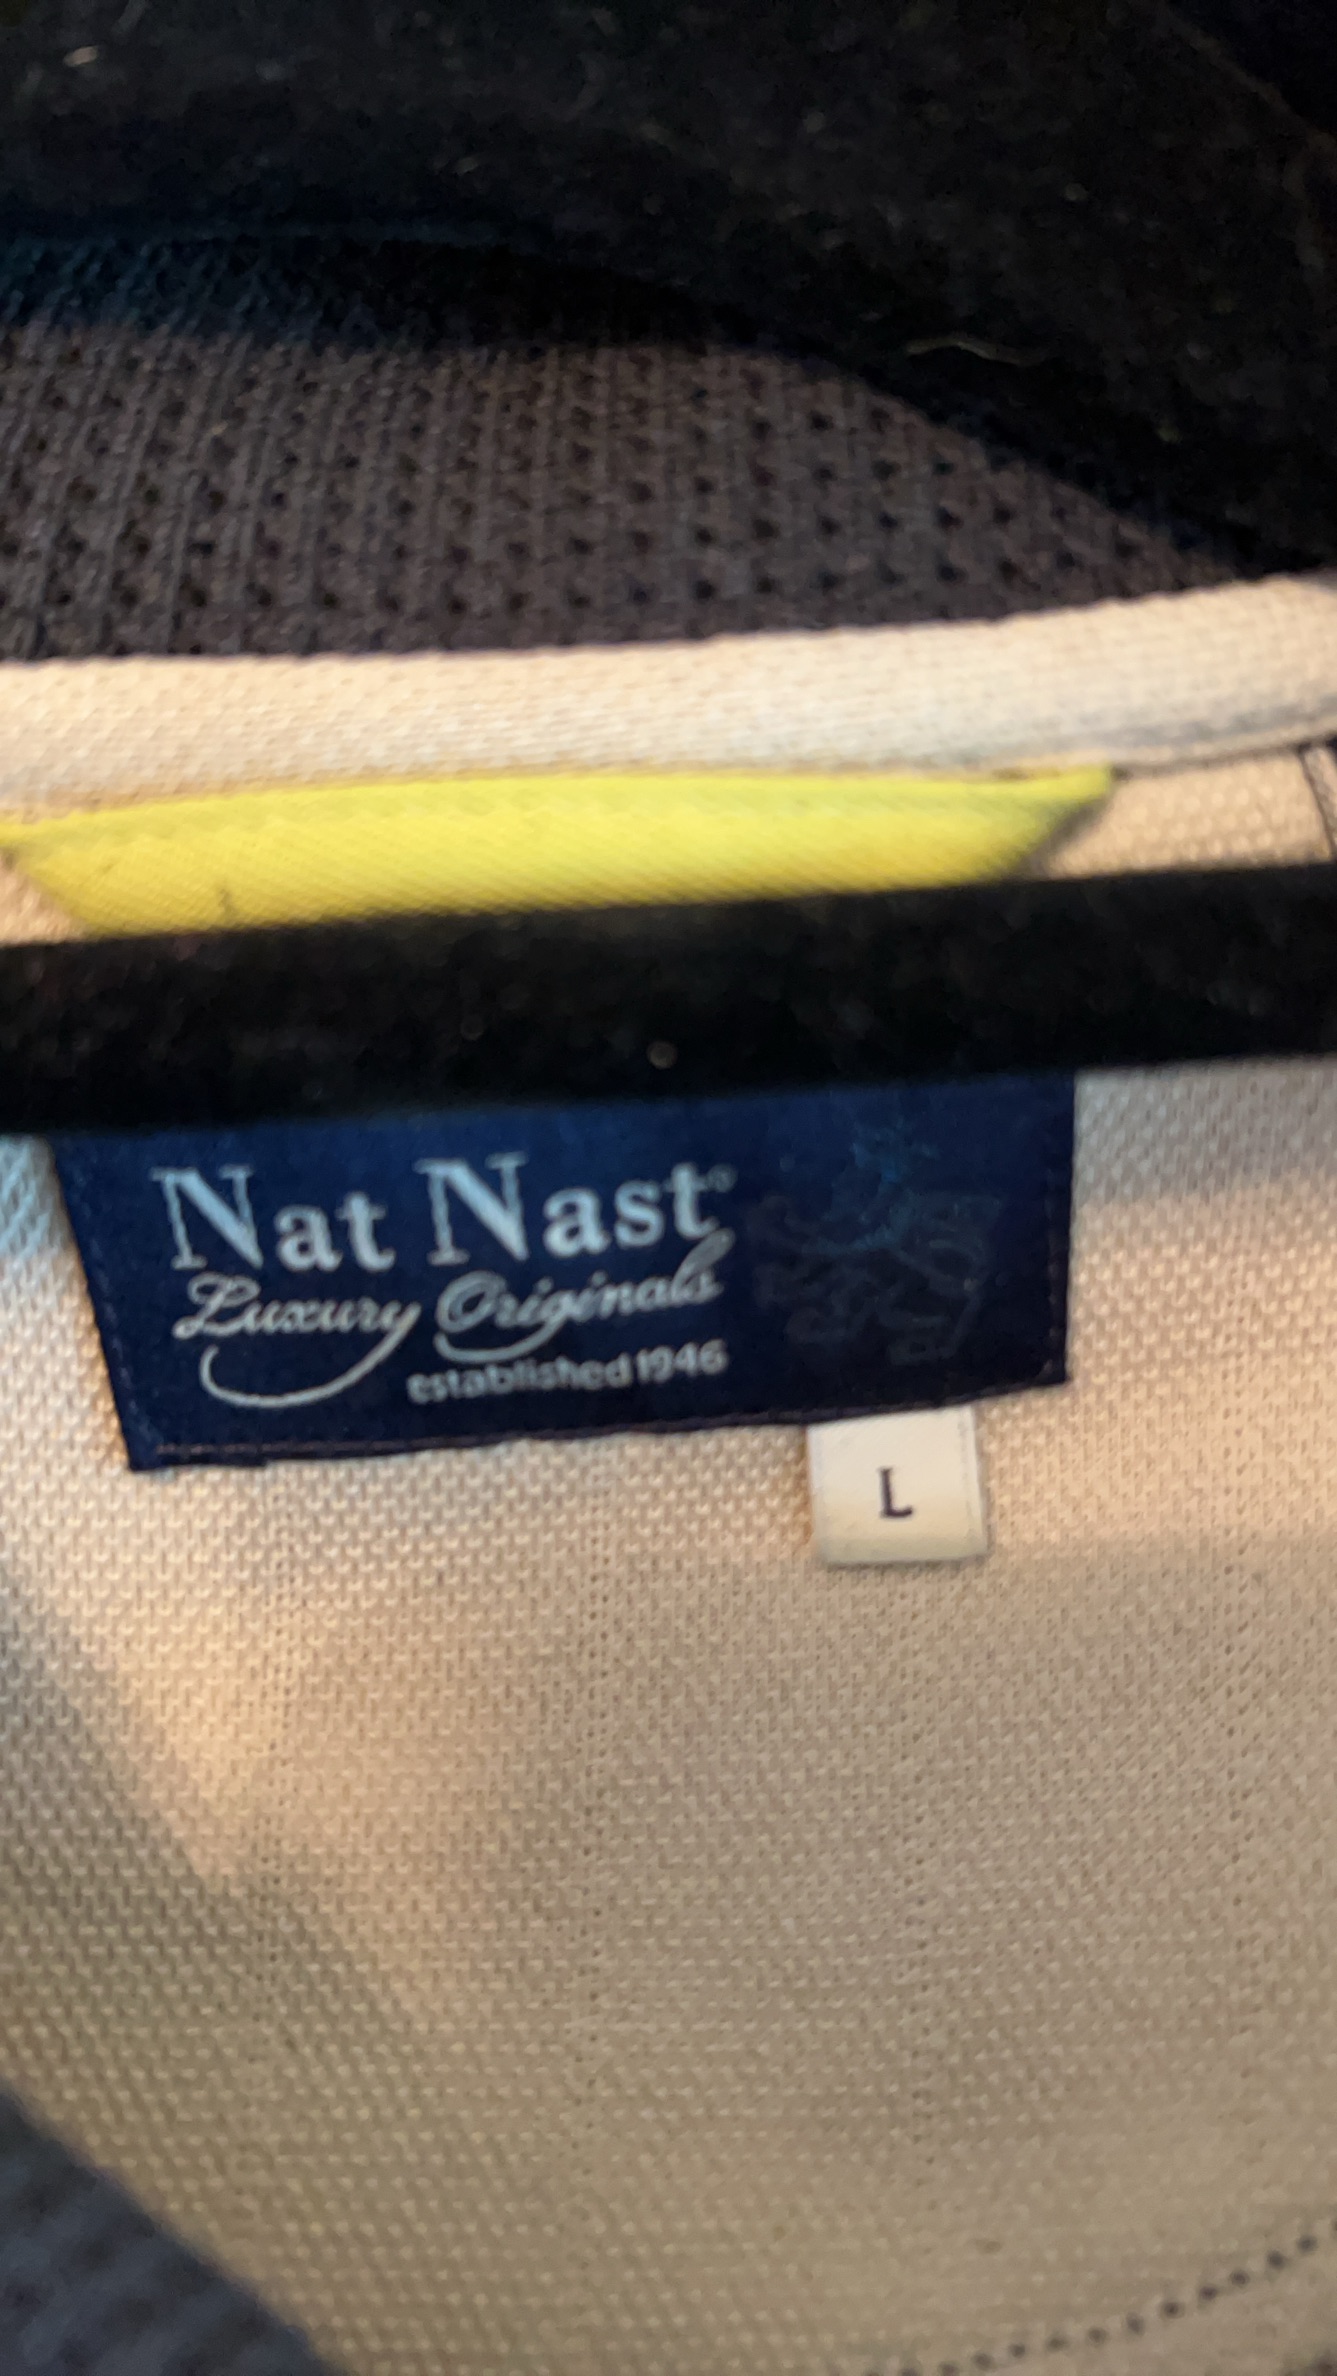 Nat Nast®
Luxury Originals
established 1946
L